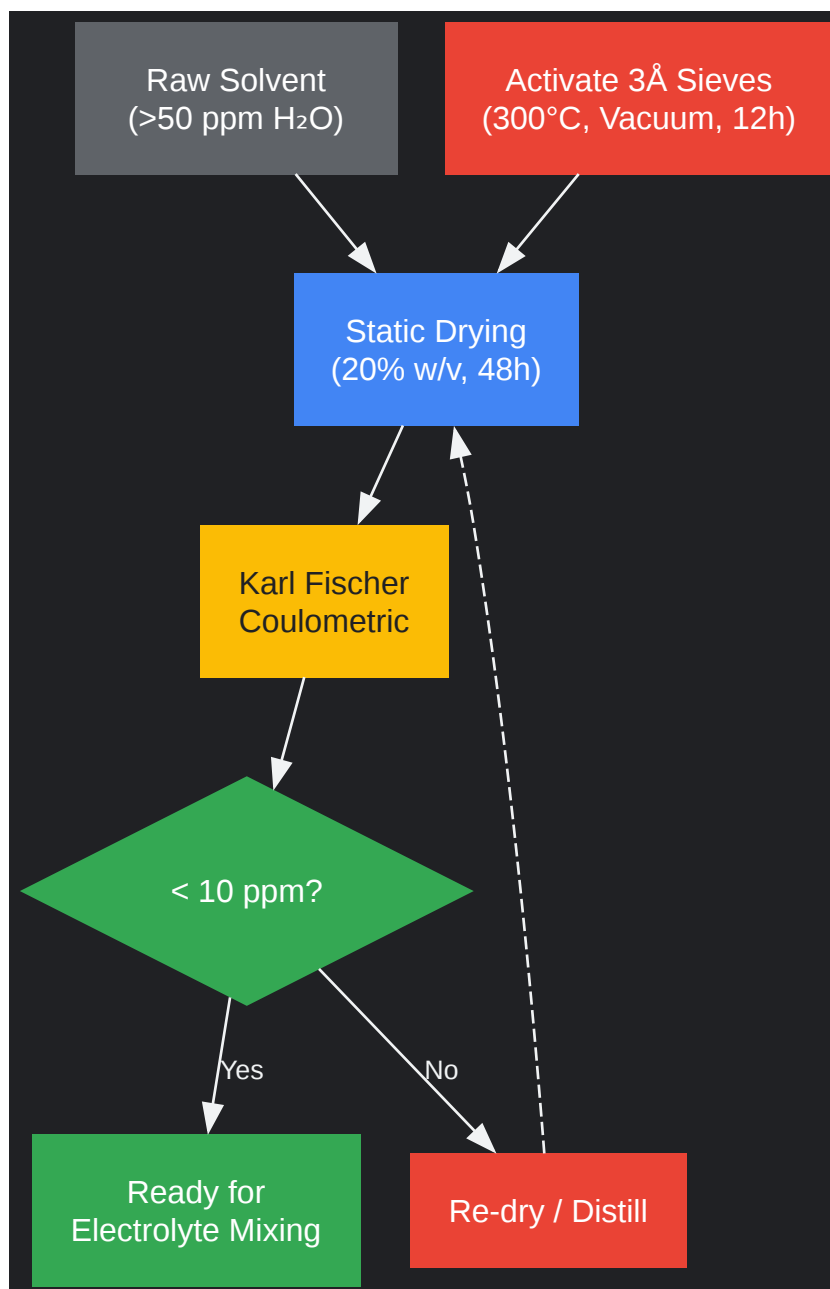 Raw Solvent
(>50 ppm H₂O)
Activate 3Å Sieves
(300°C, Vacuum, 12h)
Static Drying
(20% w/v, 48h)
Karl Fischer
Coulometric
< 10 ppm?
Yes
No
Ready for
Electrolyte Mixing
Re-dry / Distill